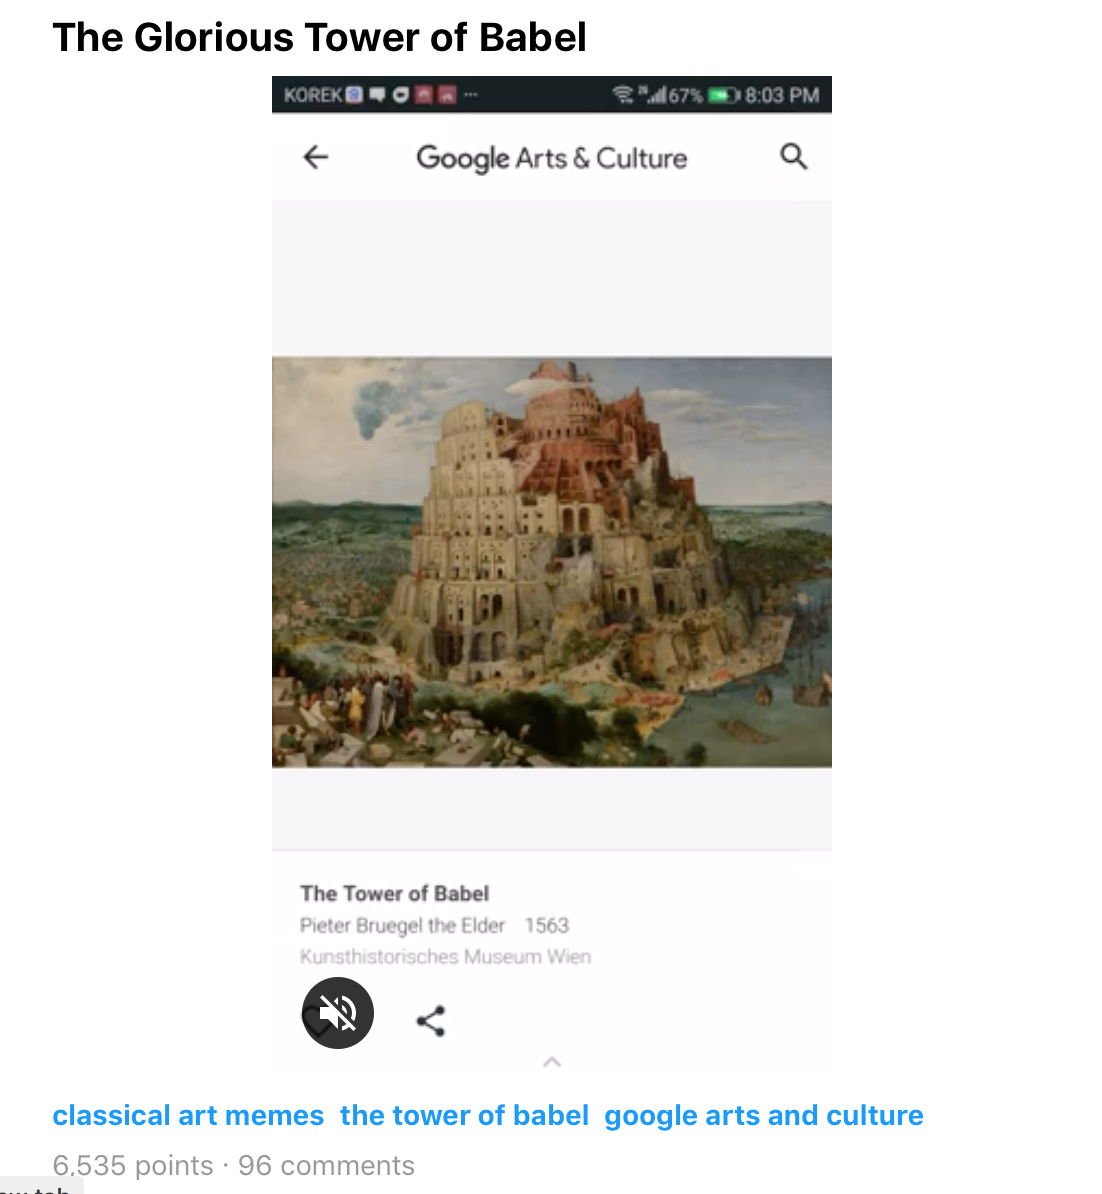 The Glorious Tower of Babel
KOREK 67% 8:03 PM
Google Arts & Culture
The Tower of Babel
Pieter Bruegel the Elder 1563
Kunsthistorisches Museum Wien
classical art memes the tower of babel google arts and culture
6,535 points · 96 comments
tab